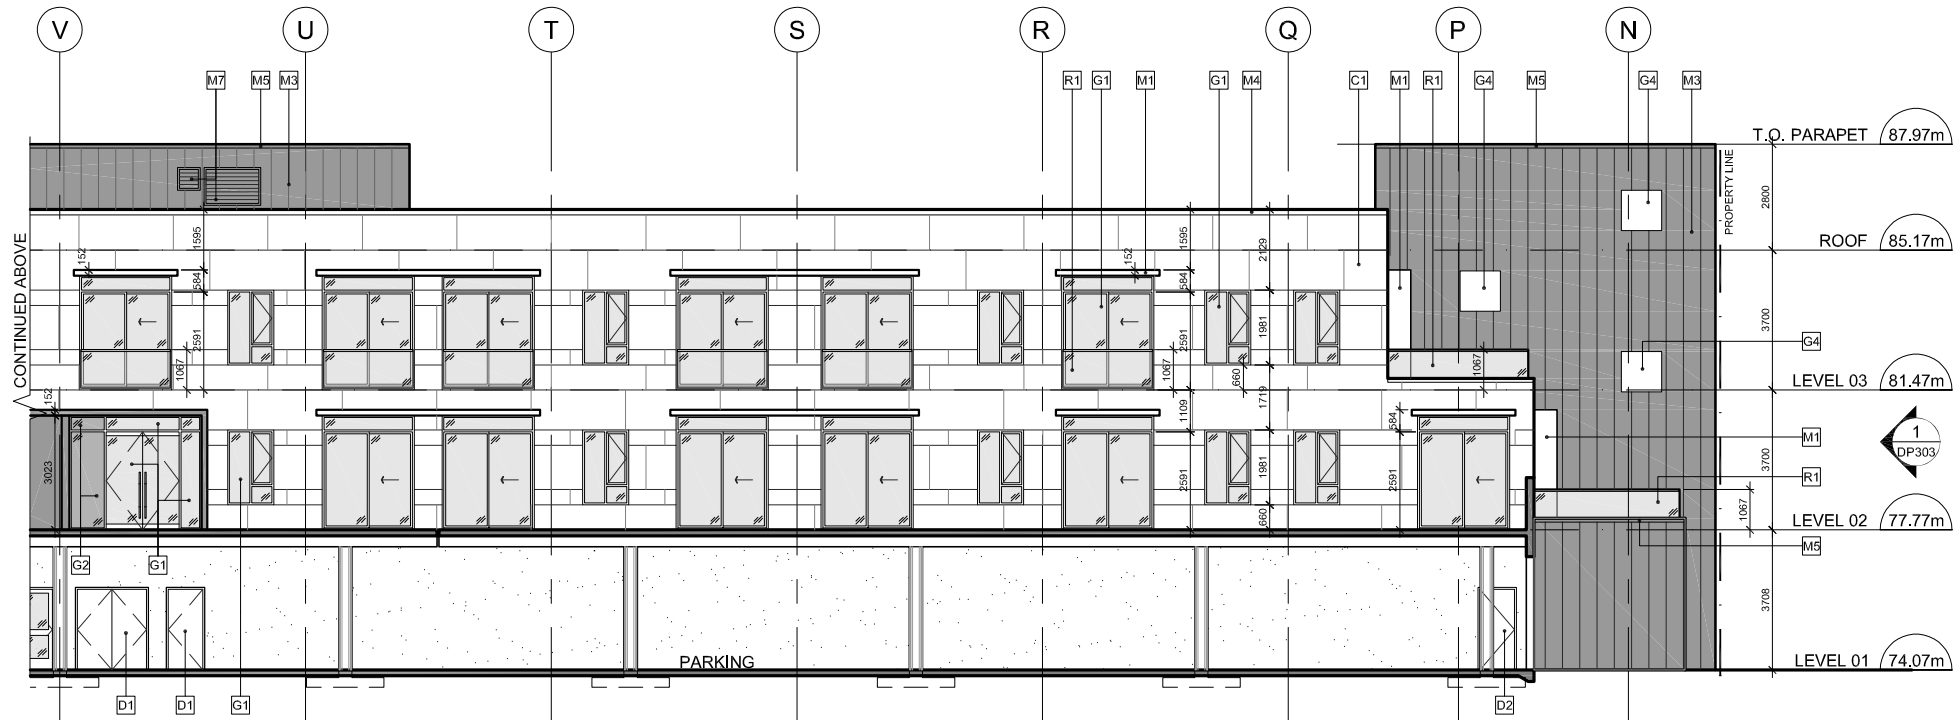 V U T S R Q P N
M7 M5 M3 R1 G1 M1 G1 M4 C1 M1 R1 G4 M5 G4 M3
T.O. PARAPET 87.97m
PROPERTY LINE
2800
ROOF 85.17m
CONTINUED ABOVE
152 1595 584 2591 1067
152 1595 584 2129 2591 1981 1067 660
1067
3700
G4
LEVEL 03 81.47m
152 1109 1719 584
M1
1
DP303
3023 2591 1981 660 2591
3700
R1
1067
LEVEL 02 77.77m
M5
G2 G1
3708
PARKING
LEVEL 01 74.07m
D1 D1 G1 D2